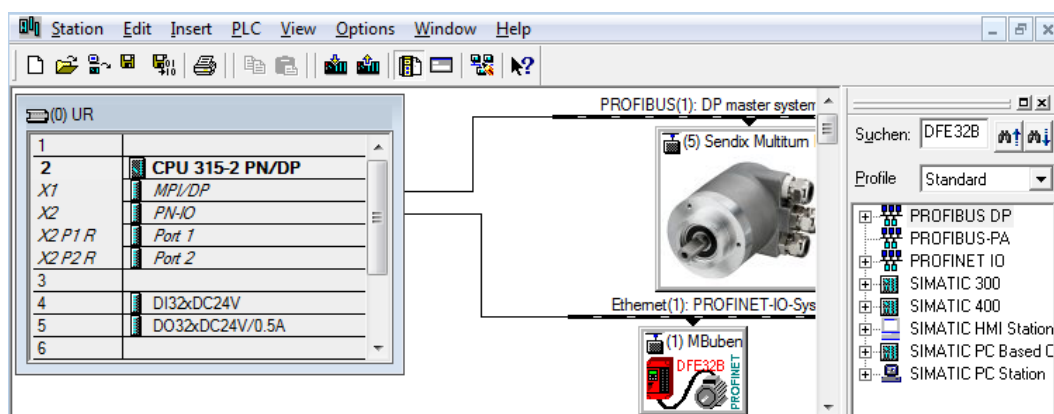 Station Edit Insert PLC View Options Window Help
(0) UR
1
2 CPU 315-2 PN/DP
X1 MPI/DP
X2 PN-IO
X2 P1 R Port 1
X2 P2 R Port 2
3
4 DI32xDC24V
5 DO32xDC24V/0.5A
6
PROFIBUS(1): DP master system
(5) Sendix Multiturn
Ethernet(1): PROFINET-IO-Sys
(1) MBuben
DFE32B
PROFINET
Suchen: DFE32B
Profile Standard
PROFIBUS DP
PROFIBUS-PA
PROFINET IO
SIMATIC 300
SIMATIC 400
SIMATIC HMI Station
SIMATIC PC Based C
SIMATIC PC Station